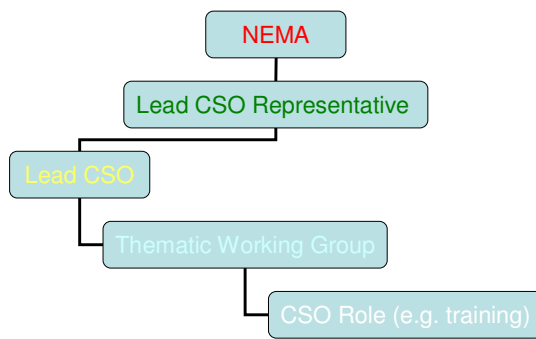 NEMA
Lead CSO Representative
Lead CSO
Thematic Working Group
CSO Role (e.g. training)